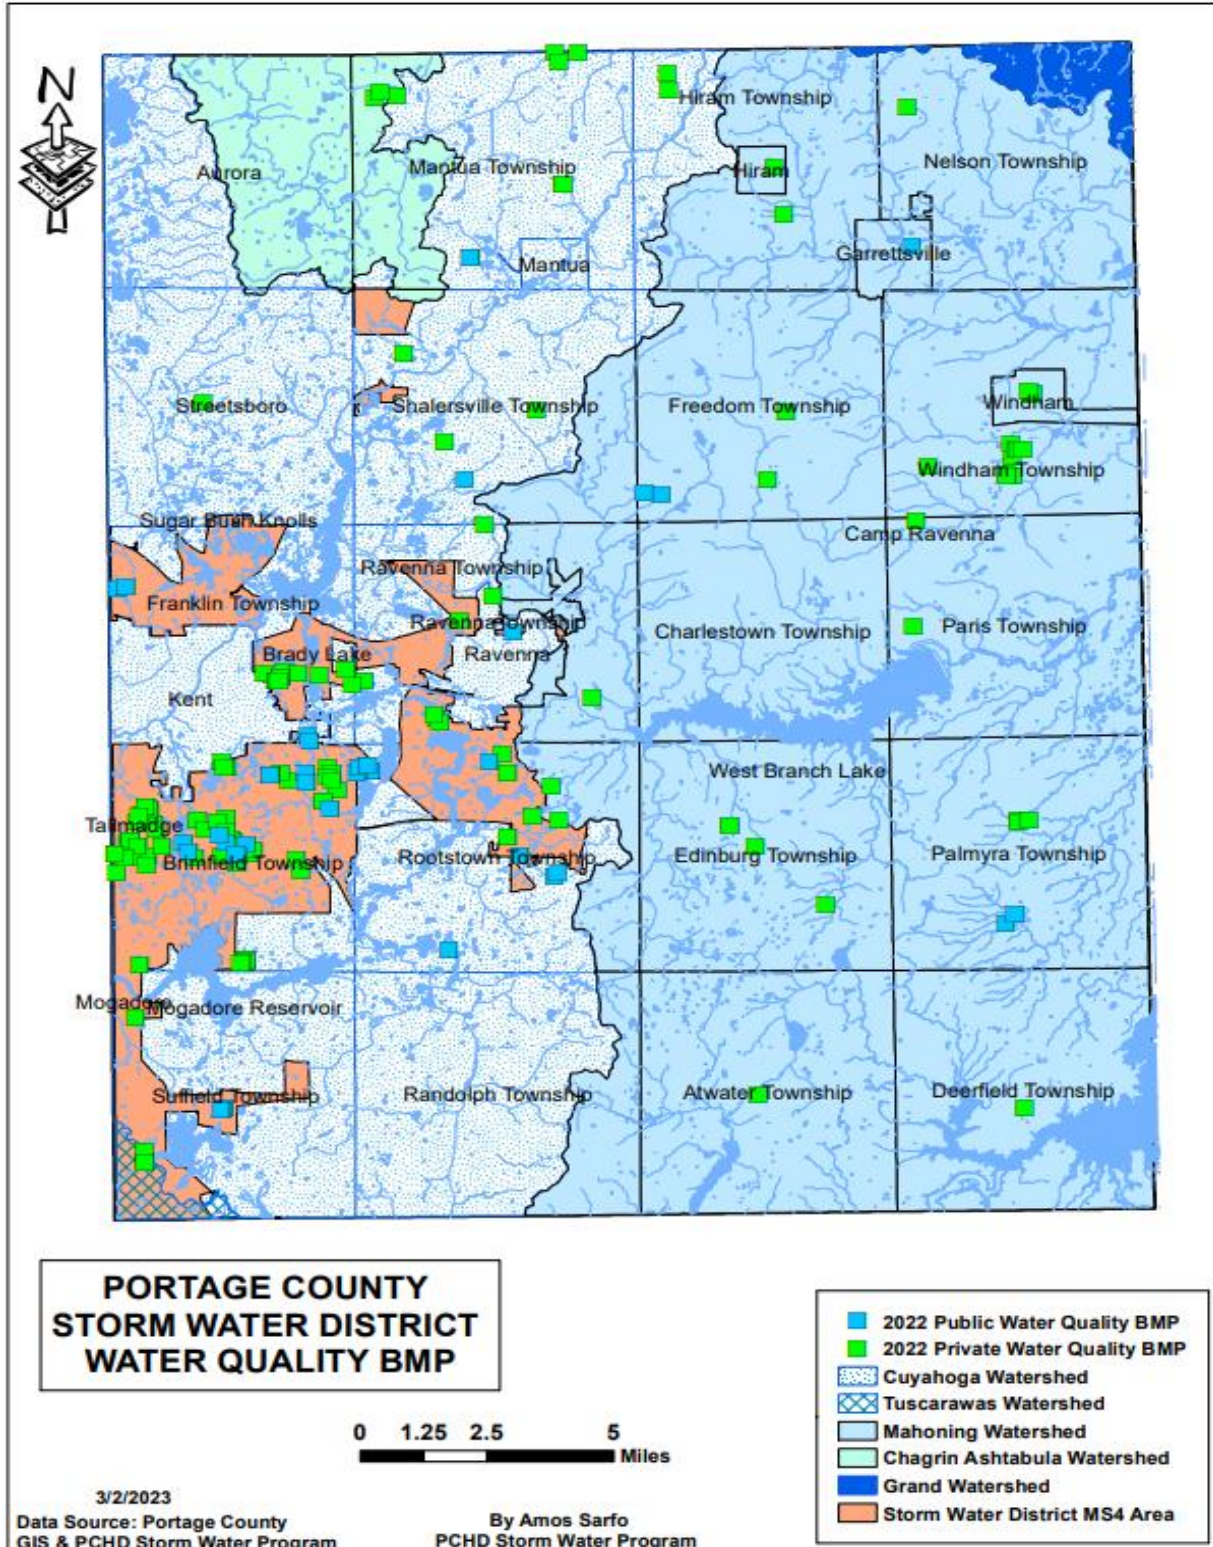 N
Hiram Township
Aurora
Mantua Township
Hiram
Nelson Township
Mantua
Garrettsville
Streetsboro
Shalersville Township
Freedom Township
Windham
Windham Township
Sugar Bush Knolls
Camp Ravenna
Ravenna Township
Franklin Township
Ravenna Township
Charlestown Township
Paris Township
Brady Lake
Ravenna
Kent
West Branch Lake
Tallmadge
Brimfield Township
Rootstown Township
Edinburg Township
Palmyra Township
Mogadore
Mogadore Reservoir
Suffield Township
Randolph Township
Atwater Township
Deerfield Township
PORTAGE COUNTY
STORM WATER DISTRICT
WATER QUALITY BMP
0 1.25 2.5 5
Miles
2022 Public Water Quality BMP
2022 Private Water Quality BMP
Cuyahoga Watershed
Tuscarawas Watershed
Mahoning Watershed
Chagrin Ashtabula Watershed
Grand Watershed
Storm Water District MS4 Area
3/2/2023
Data Source: Portage County
GIS & PCHD Storm Water Program
By Amos Sarfo
PCHD Storm Water Program